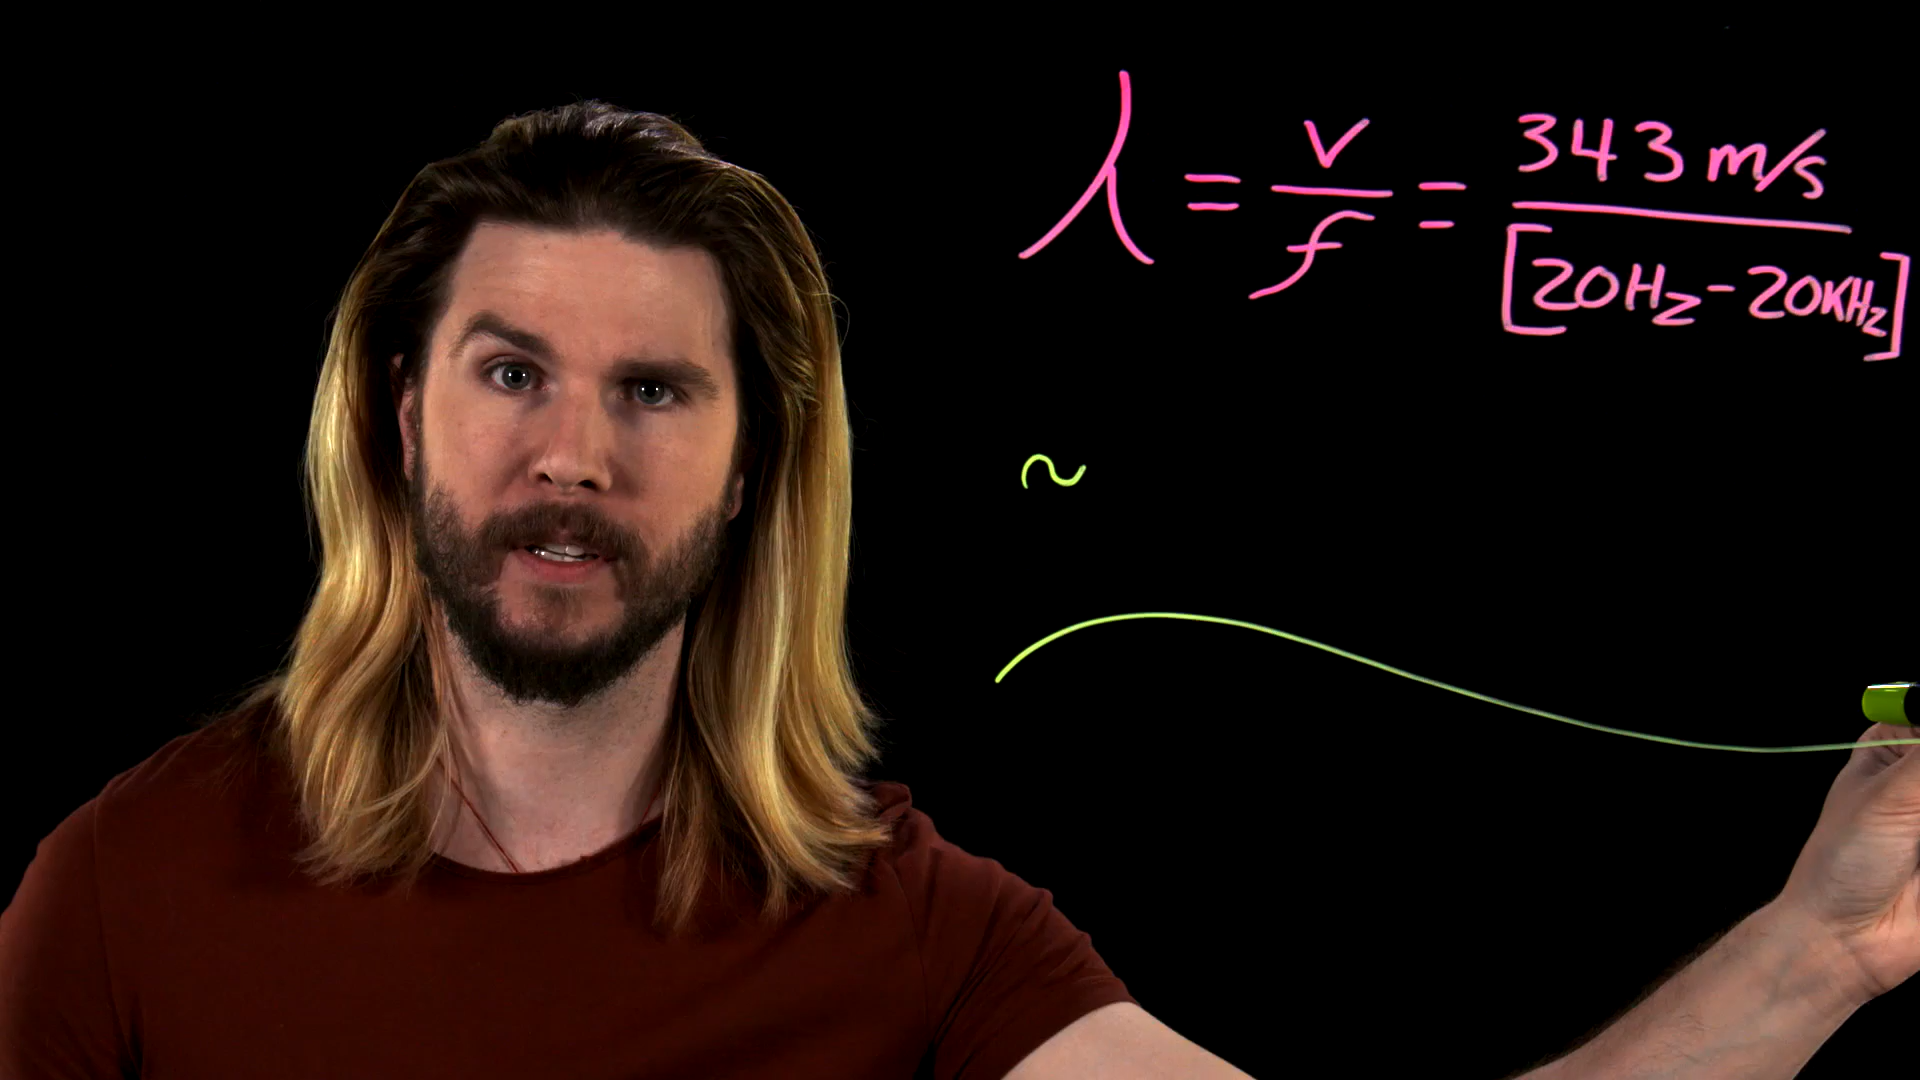 λ = v/f = 343 m/s / [20Hz - 20KHz]
~